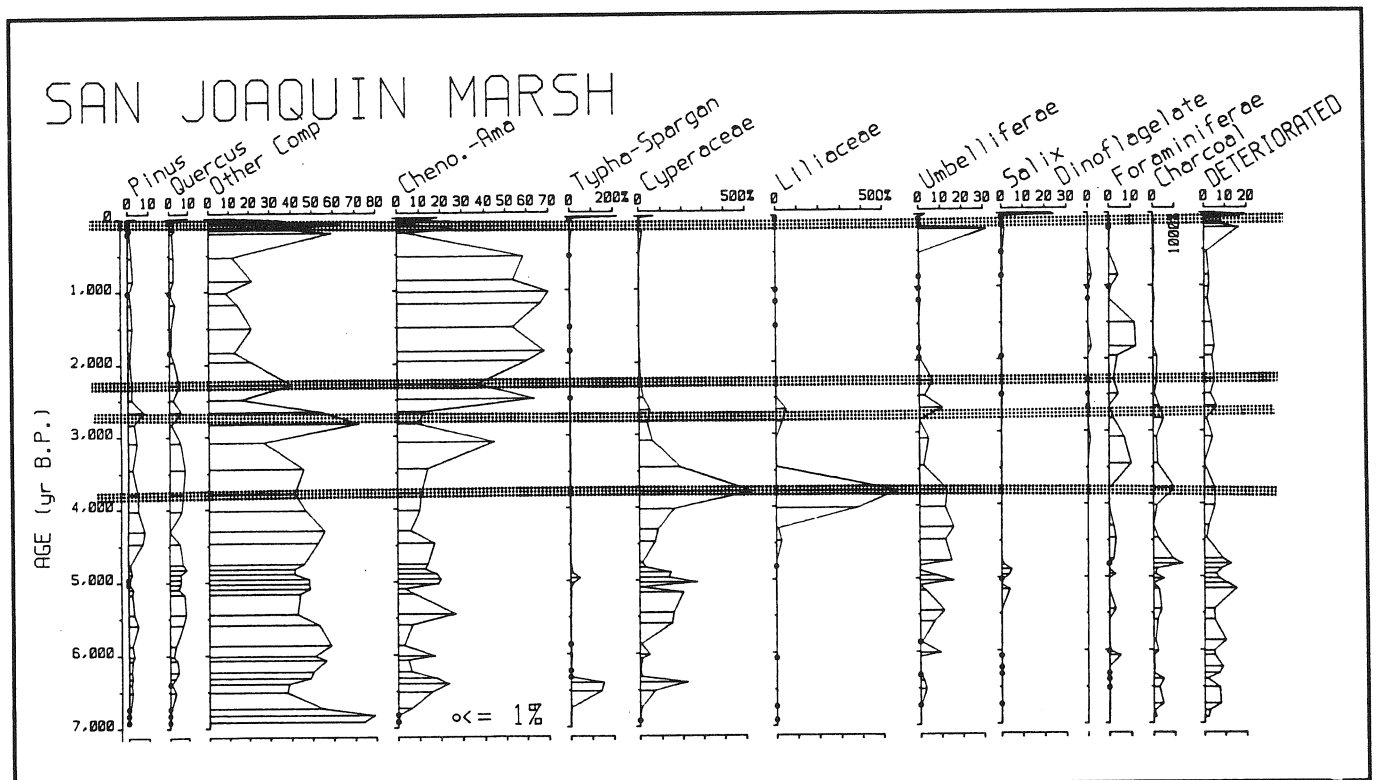 SAN JOAQUIN MARSH
Pinus
Quercus
Other Comp
Cheno.-Ama
Typha-Spargan
Cyperaceae
Liliaceae
Umbelliferae
Salix
Dinoflagelate
Foraminiferae
Charcoal
DETERIORATED
0 10 0 10 0 10 20 30 40 50 60 70 80 0 10 20 30 40 50 60 70 0 200% 0 500% 0 500% 0 10 20 30 0 10 20 30 0 0 10 0 0 10 20
1000%
0
1,000
2,000
3,000
4,000
5,000
6,000
7,000
AGE (yr B.P.)
o<= 1%